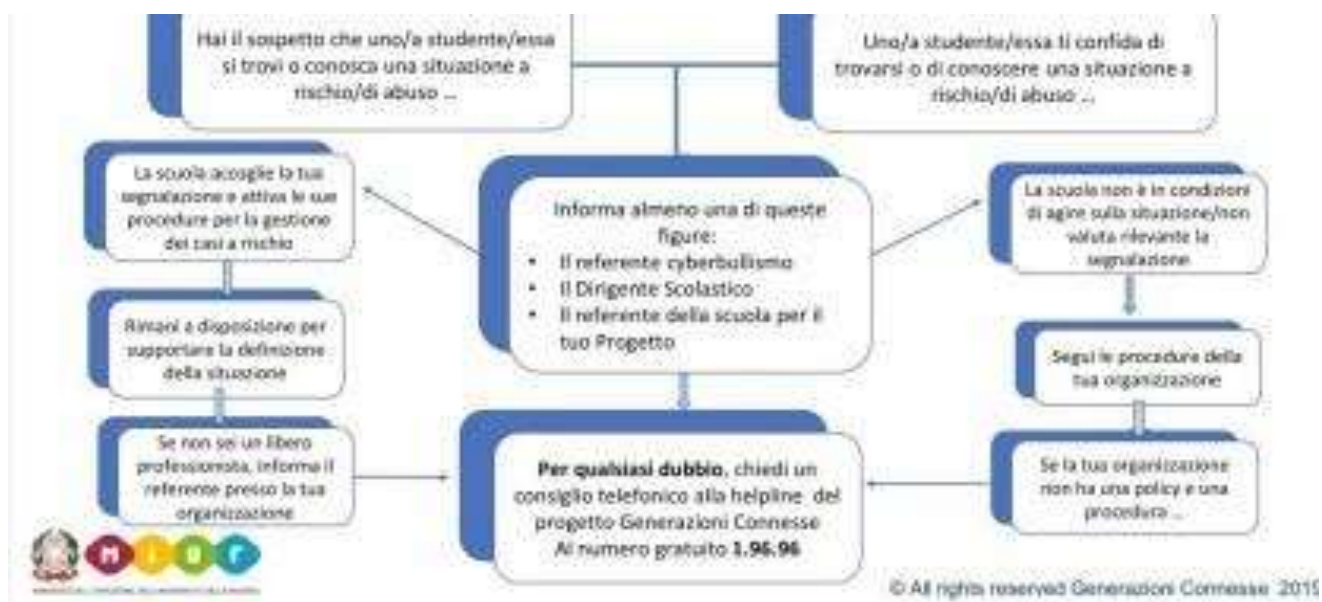 Hai il sospetto che uno/a studente/essa
si trovi o conosca una situazione a
rischio/di abuso ...
Uno/a studente/essa ti confida di
trovarsi o di conoscere una situazione a
rischio/di abuso ...
La scuola accoglie la tua
segnalazione e attiva le sue
procedure per la gestione
dei casi a rischio
Informa almeno una di queste
figure:
• Il referente cyberbullismo
• Il Dirigente Scolastico
• Il referente della scuola per il
tuo Progetto
La scuola non è in condizioni
di agire sulla situazione/non
valuta rilevante la
segnalazione
Rimani a disposizione per
supportare la definizione
della situazione
Segui le procedure della
tua organizzazione
Se non sei un libero
professionista, informa il
referente presso la tua
organizzazione
Per qualsiasi dubbio, chiedi un
consiglio telefonico alla helpline del
progetto Generazioni Connesse
Al numero gratuito 1.96.96
Se la tua organizzazione
non ha una policy e una
procedura ...
miur
© All rights reserved Generazioni Connesse 2019